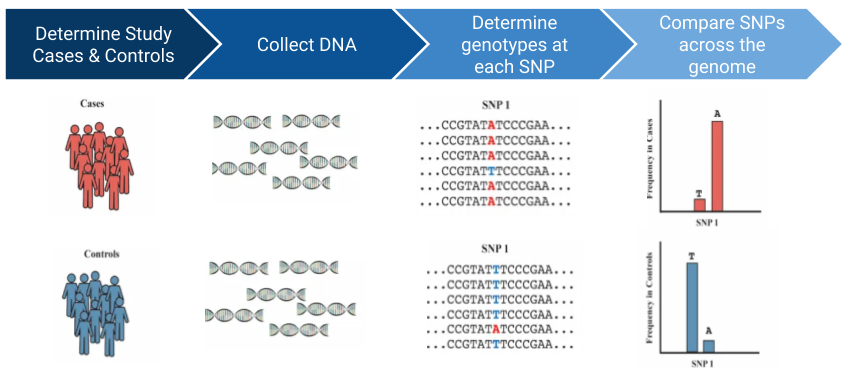 Determine Study
Cases & Controls
Collect DNA
Determine
genotypes at
each SNP
Compare SNPs
across the
genome
Cases
SNP 1
...CCGTATATCCCGAA...
...CCGTATATCCCGAA...
...CCGTATATCCCGAA...
...CCGTATTTCCCGAA...
...CCGTATATCCCGAA...
...CCGTATATCCCGAA...
Frequency in Cases
T
A
SNP 1
Controls
SNP 1
...CCGTATTTCCCGAA...
...CCGTATTTCCCGAA...
...CCGTATTTCCCGAA...
...CCGTATTTCCCGAA...
...CCGTATATCCCGAA...
...CCGTATTTCCCGAA...
Frequency in Controls
T
A
SNP 1